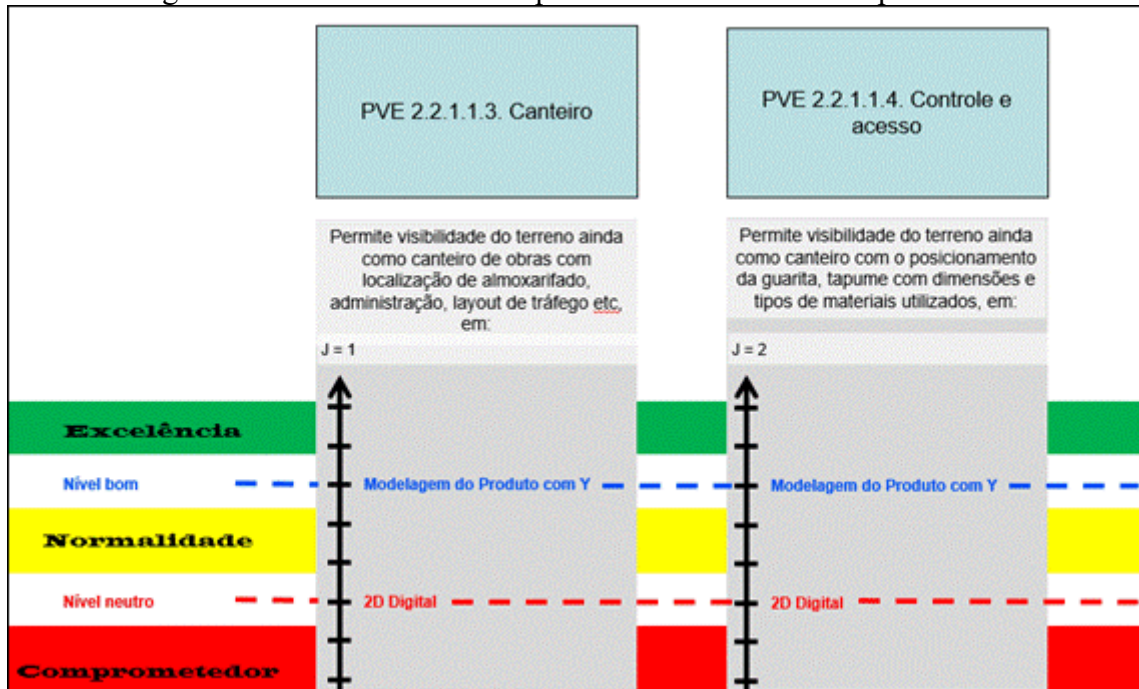 PVE 2.2.1.1.3. Canteiro
PVE 2.2.1.1.4. Controle e
acesso
Permite visibilidade do terreno ainda
como canteiro de obras com
localização de almoxarifado,
administração, layout de tráfego etc,
em:
Permite visibilidade do terreno ainda
como canteiro com o posicionamento
da guarita, tapume com dimensões e
tipos de materiais utilizados, em:
J = 1
J = 2
Excelência
Nível bom
Modelagem do Produto com Y
Modelagem do Produto com Y
Normalidade
Nível neutro
2D Digital
2D Digital
Comprometedor